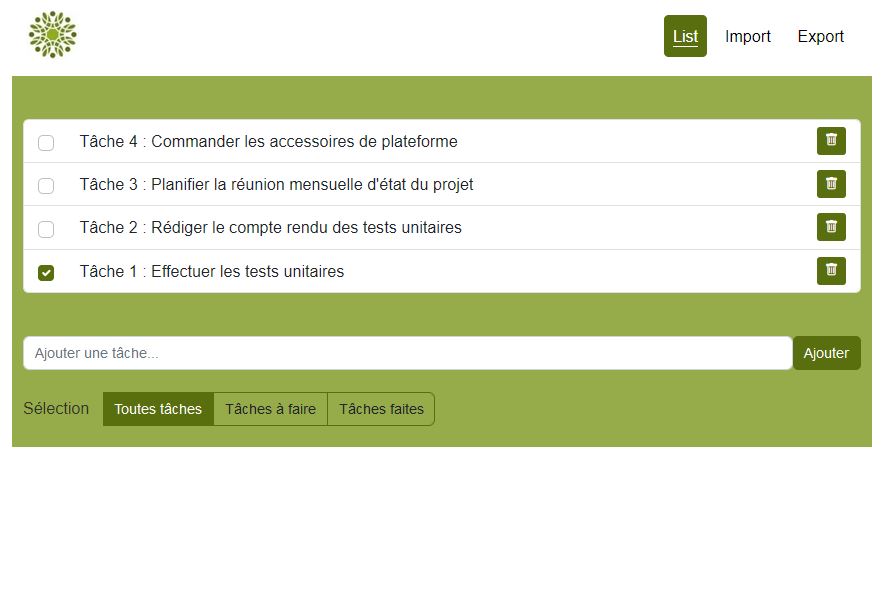 List Import Export
Tâche 4 : Commander les accessoires de plateforme
Tâche 3 : Planifier la réunion mensuelle d'état du projet
Tâche 2 : Rédiger le compte rendu des tests unitaires
Tâche 1 : Effectuer les tests unitaires
Ajouter une tâche... Ajouter
Sélection Toutes tâches Tâches à faire Tâches faites